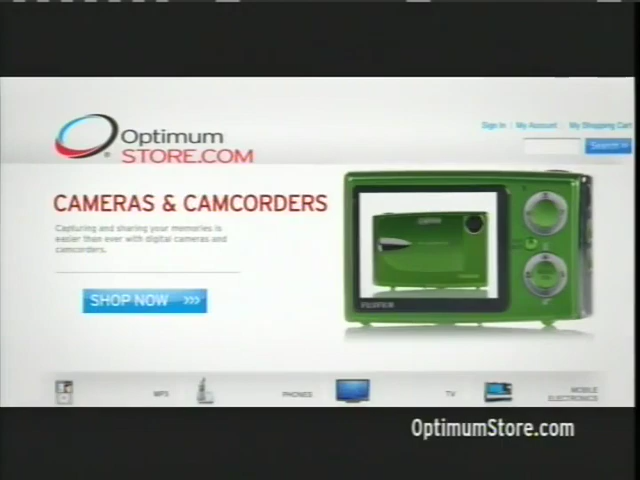 Sign In | My Account | My Shopping Cart
Optimum
STORE.COM
Search >>
CAMERAS & CAMCORDERS
Capturing and sharing your memories is
easier than ever with digital cameras and
camcorders.
SHOP NOW >>>
FUJIFILM
MP3
PHONES
TV
MOBILE
ELECTRONICS
OptimumStore.com